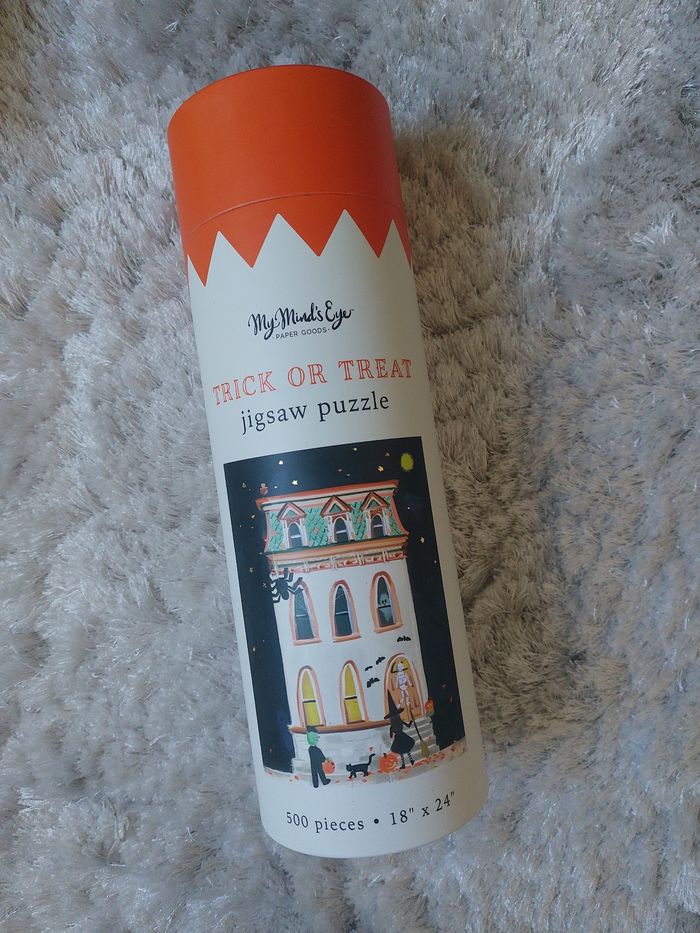 My Mind's Eye
PAPER GOODS
TRICK OR TREAT
jigsaw puzzle
500 pieces • 18" x 24"